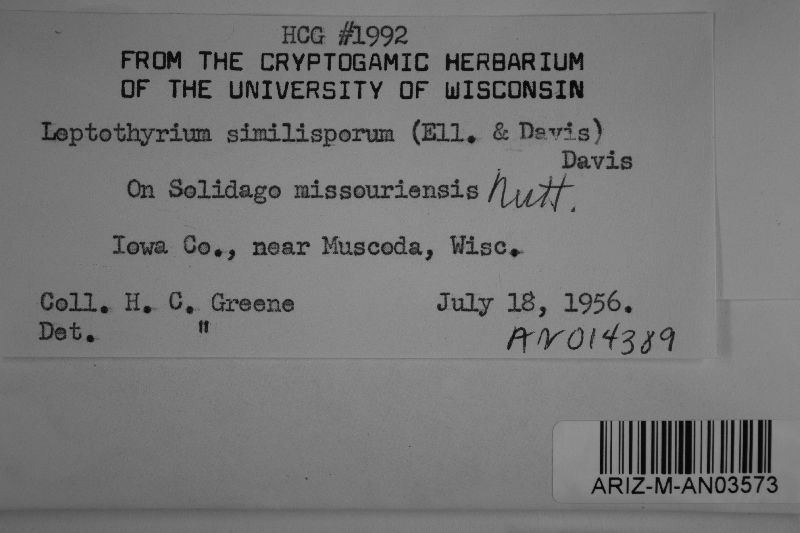 HCG #1992
FROM THE CRYPTOGAMIC HERBARIUM
OF THE UNIVERSITY OF WISCONSIN
Leptothyrium similisporum (Ell. & Davis)
Davis
On Solidago missouriensis Nutt.
Iowa Co., near Muscoda, Wisc.
Coll. H. C. Greene July 18, 1956.
Det. "
AN014389
ARIZ-M-AN03573